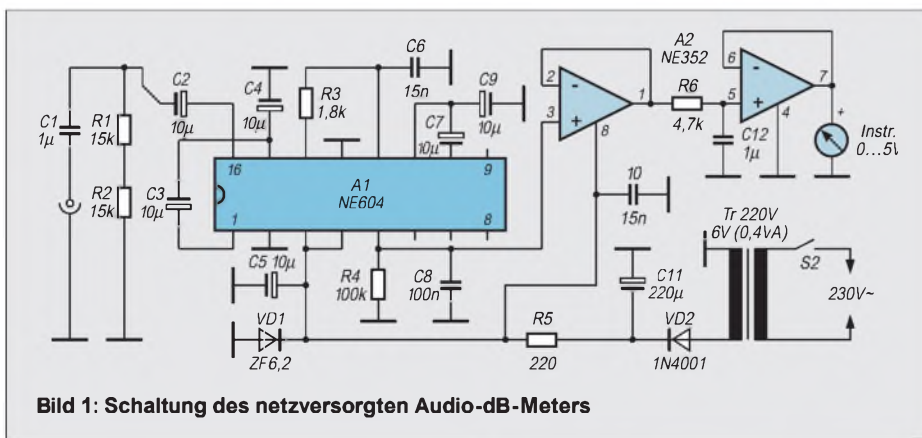 C6
15n
A2
NE352
6
7
C2
10µ
C4
10µ
R3
1,8k
C9
10µ
2
3
1
8
R6
4,7k
5
4
+
C1
1µ
R1
15k
C7
10µ
C12
1µ
Instr.
0...5V
16
9
A1
NE604
R2
15k
C3
10µ
1
8
10
15n
Tr 220V
6V (0,4VA)
C5 10µ
R4
100k
C8
100n
C11
220µ
S2
230V~
VD1
ZF6,2
R5
220
VD2
1N4001
Bild 1: Schaltung des netzversorgten Audio-dB-Meters